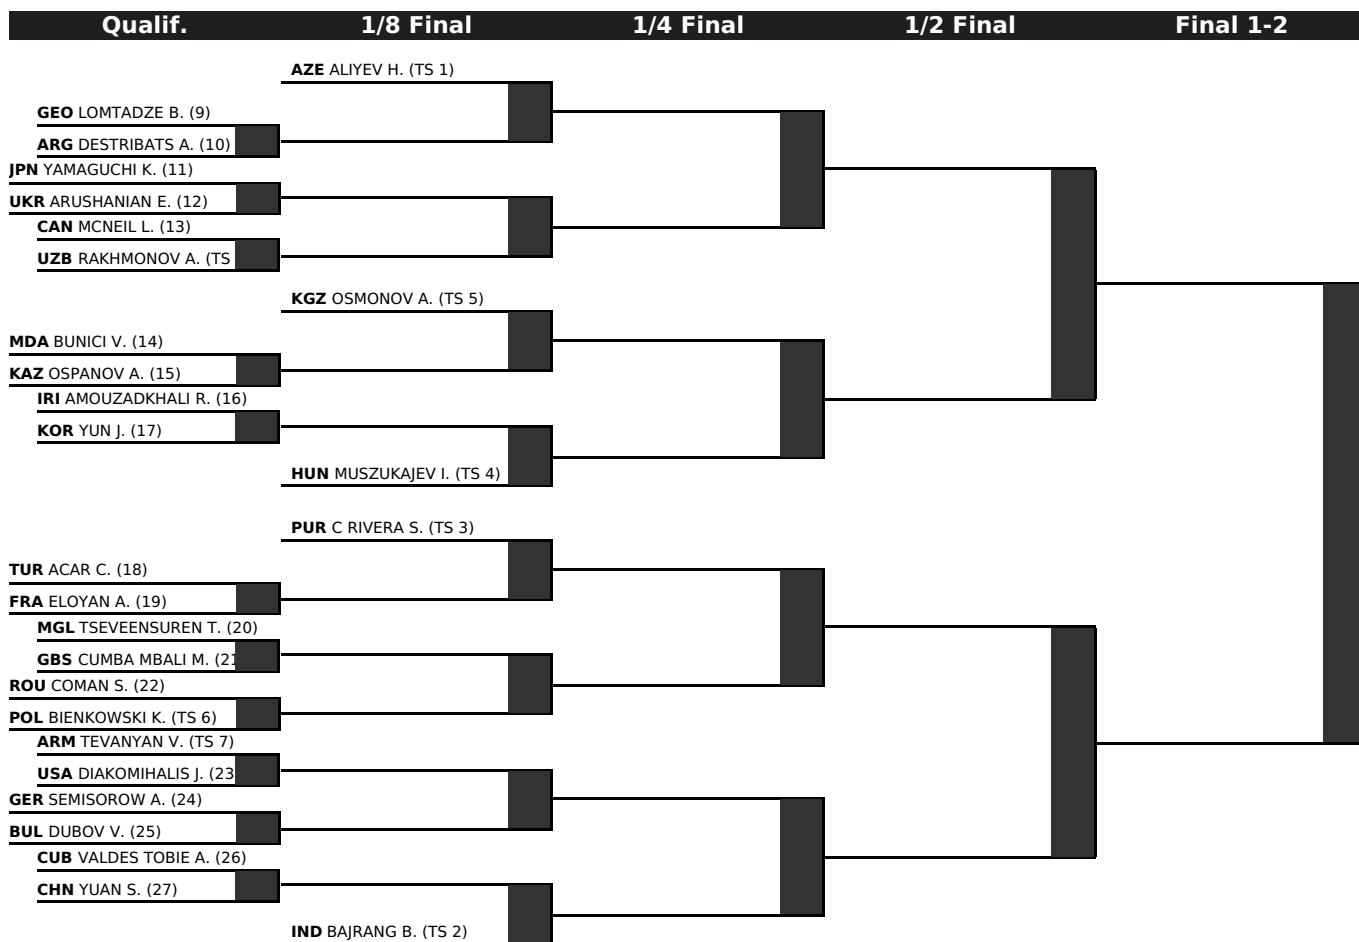 Qualif. 1/8 Final 1/4 Final 1/2 Final Final 1-2
AZE ALIYEV H. (TS 1)
GEO LOMTADZE B. (9)
ARG DESTRIBATS A. (10)
JPN YAMAGUCHI K. (11)
UKR ARUSHANIAN E. (12)
CAN MCNEIL L. (13)
UZB RAKHMONOV A. (TS
KGZ OSMONOV A. (TS 5)
MDA BUNICI V. (14)
KAZ OSPANOV A. (15)
IRI AMOUZADKHALI R. (16)
KOR YUN J. (17)
HUN MUSZUKAJEV I. (TS 4)
PUR C RIVERA S. (TS 3)
TUR ACAR C. (18)
FRA ELOYAN A. (19)
MGL TSEVEENSUREN T. (20)
GBS CUMBA MBALI M. (21
ROU COMAN S. (22)
POL BIENKOWSKI K. (TS 6)
ARM TEVANYAN V. (TS 7)
USA DIAKOMIHALIS J. (23
GER SEMISOROW A. (24)
BUL DUBOV V. (25)
CUB VALDES TOBIE A. (26)
CHN YUAN S. (27)
IND BAJRANG B. (TS 2)